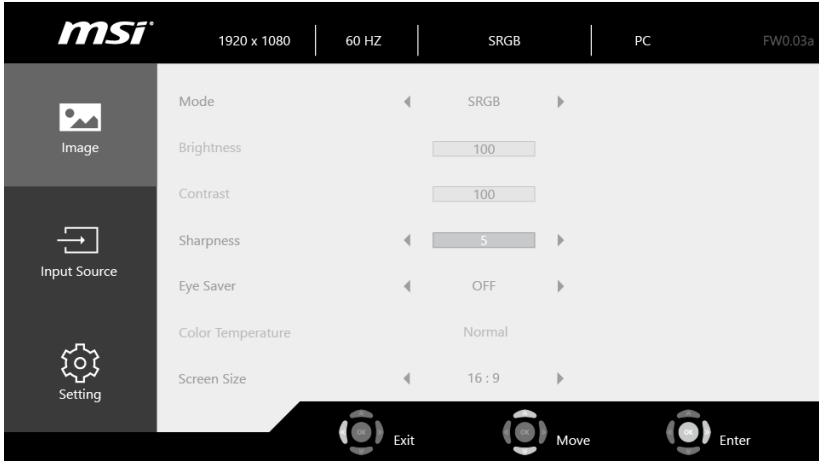 msi
1920 x 1080 60 HZ SRGB PC FW0.03a
Image
Input Source
Setting
Mode SRGB
Brightness 100
Contrast 100
Sharpness 5
Eye Saver OFF
Color Temperature Normal
Screen Size 16 : 9
OK Exit OK Move OK Enter